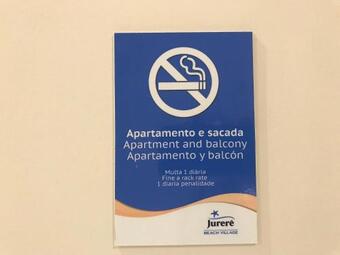 Apartamento e sacada
Apartment and balcony
Apartamento y balcón
Multa 1 diária
Fine a rack rate
1 diaria penalidade
Jurerê
BEACH VILLAGE